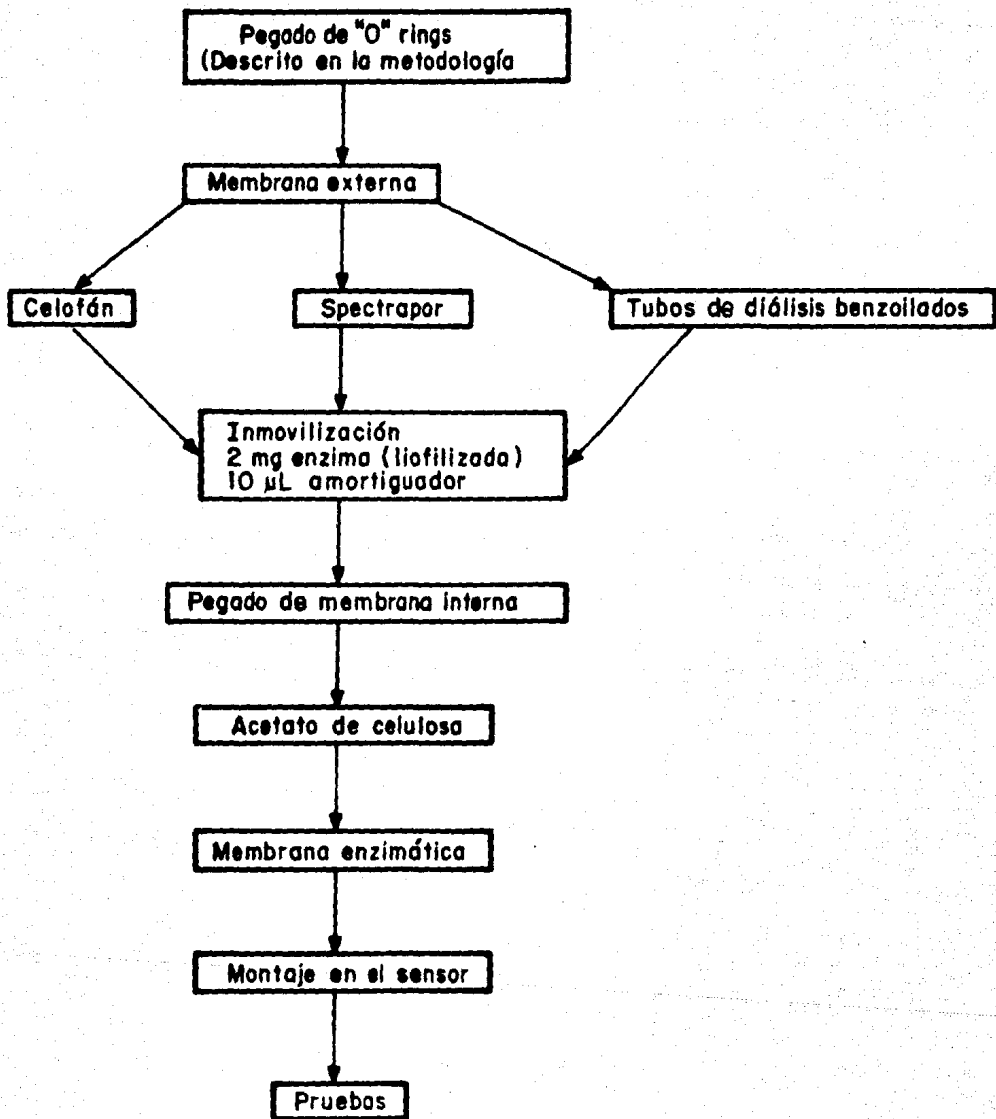 Pegado de "O" rings
(Descrito en la metodología
Membrana externa
Celofán
Spectrapor
Tubos de diálisis benzoilados
Inmovilización
2 mg enzima (liofilizada)
10 µL amortiguador
Pegado de membrana interna
Acetato de celulosa
Membrana enzimática
Montaje en el sensor
Pruebas